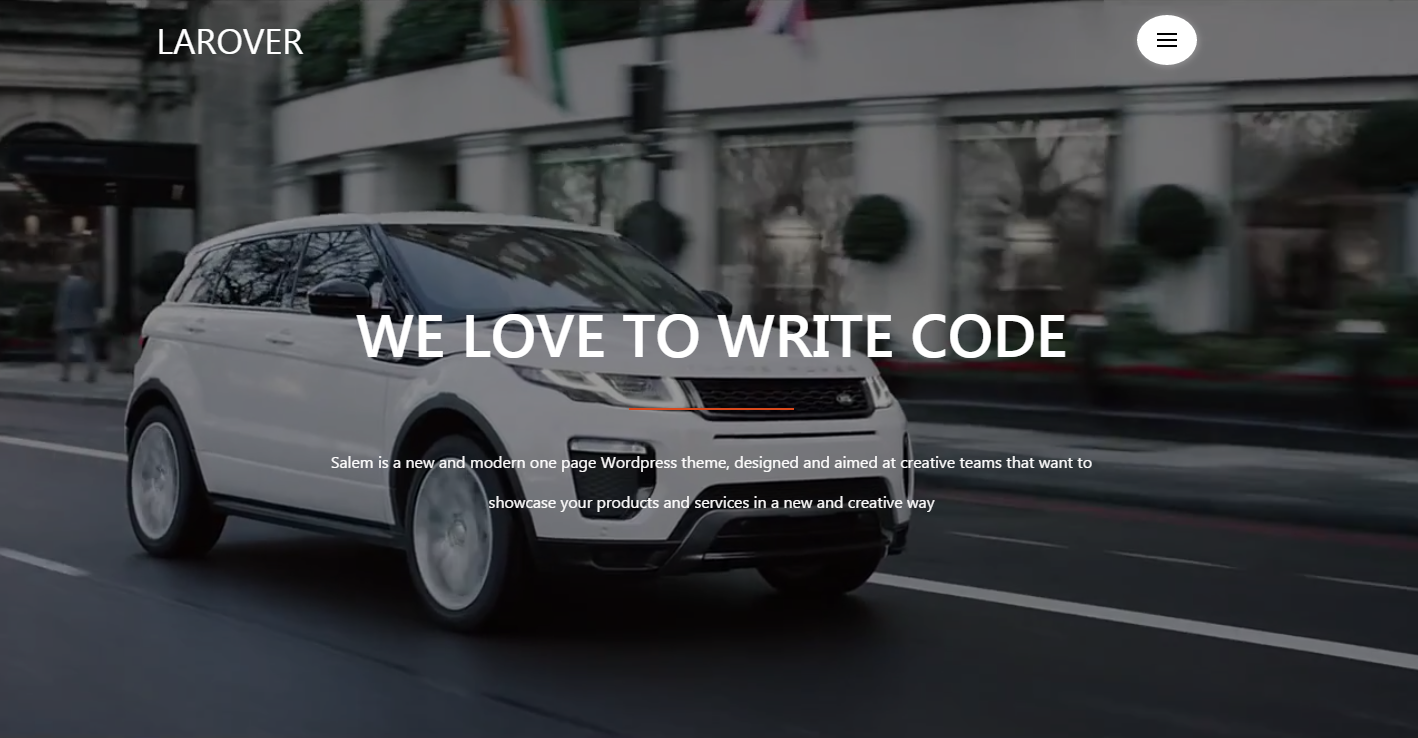 LAROVER
WE LOVE TO WRITE CODE
Salem is a new and modern one page Wordpress theme, designed and aimed at creative teams that want to
showcase your products and services in a new and creative way